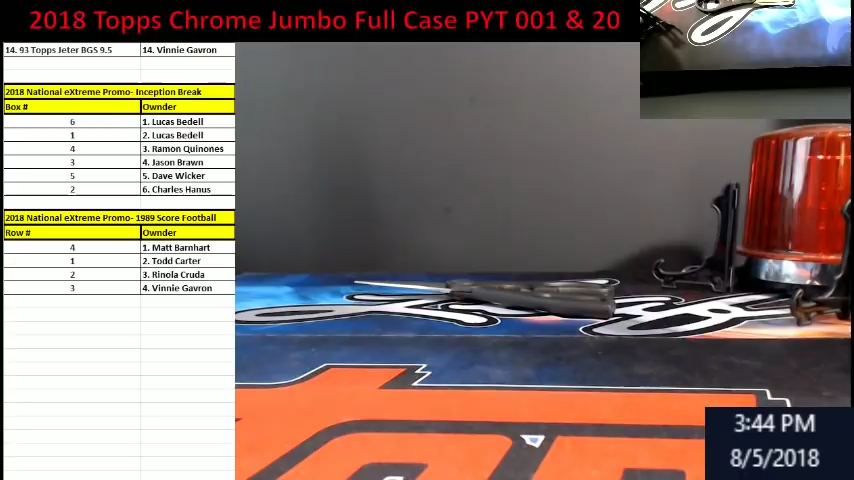 2018 Topps Chrome Jumbo Full Case PYT 001 & 20
14. 93 Topps Jeter BGS 9.5 14. Vinnie Gavron
2018 National eXtreme Promo- Inception Break
Box # Ownder
6 1. Lucas Bedell
1 2. Lucas Bedell
4 3. Ramon Quinones
3 4. Jason Brawn
5 5. Dave Wicker
2 6. Charles Hanus
2018 National eXtreme Promo- 1989 Score Football
Row # Ownder
4 1. Matt Barnhart
1 2. Todd Carter
2 3. Rinola Cruda
3 4. Vinnie Gavron
3:44 PM
8/5/2018